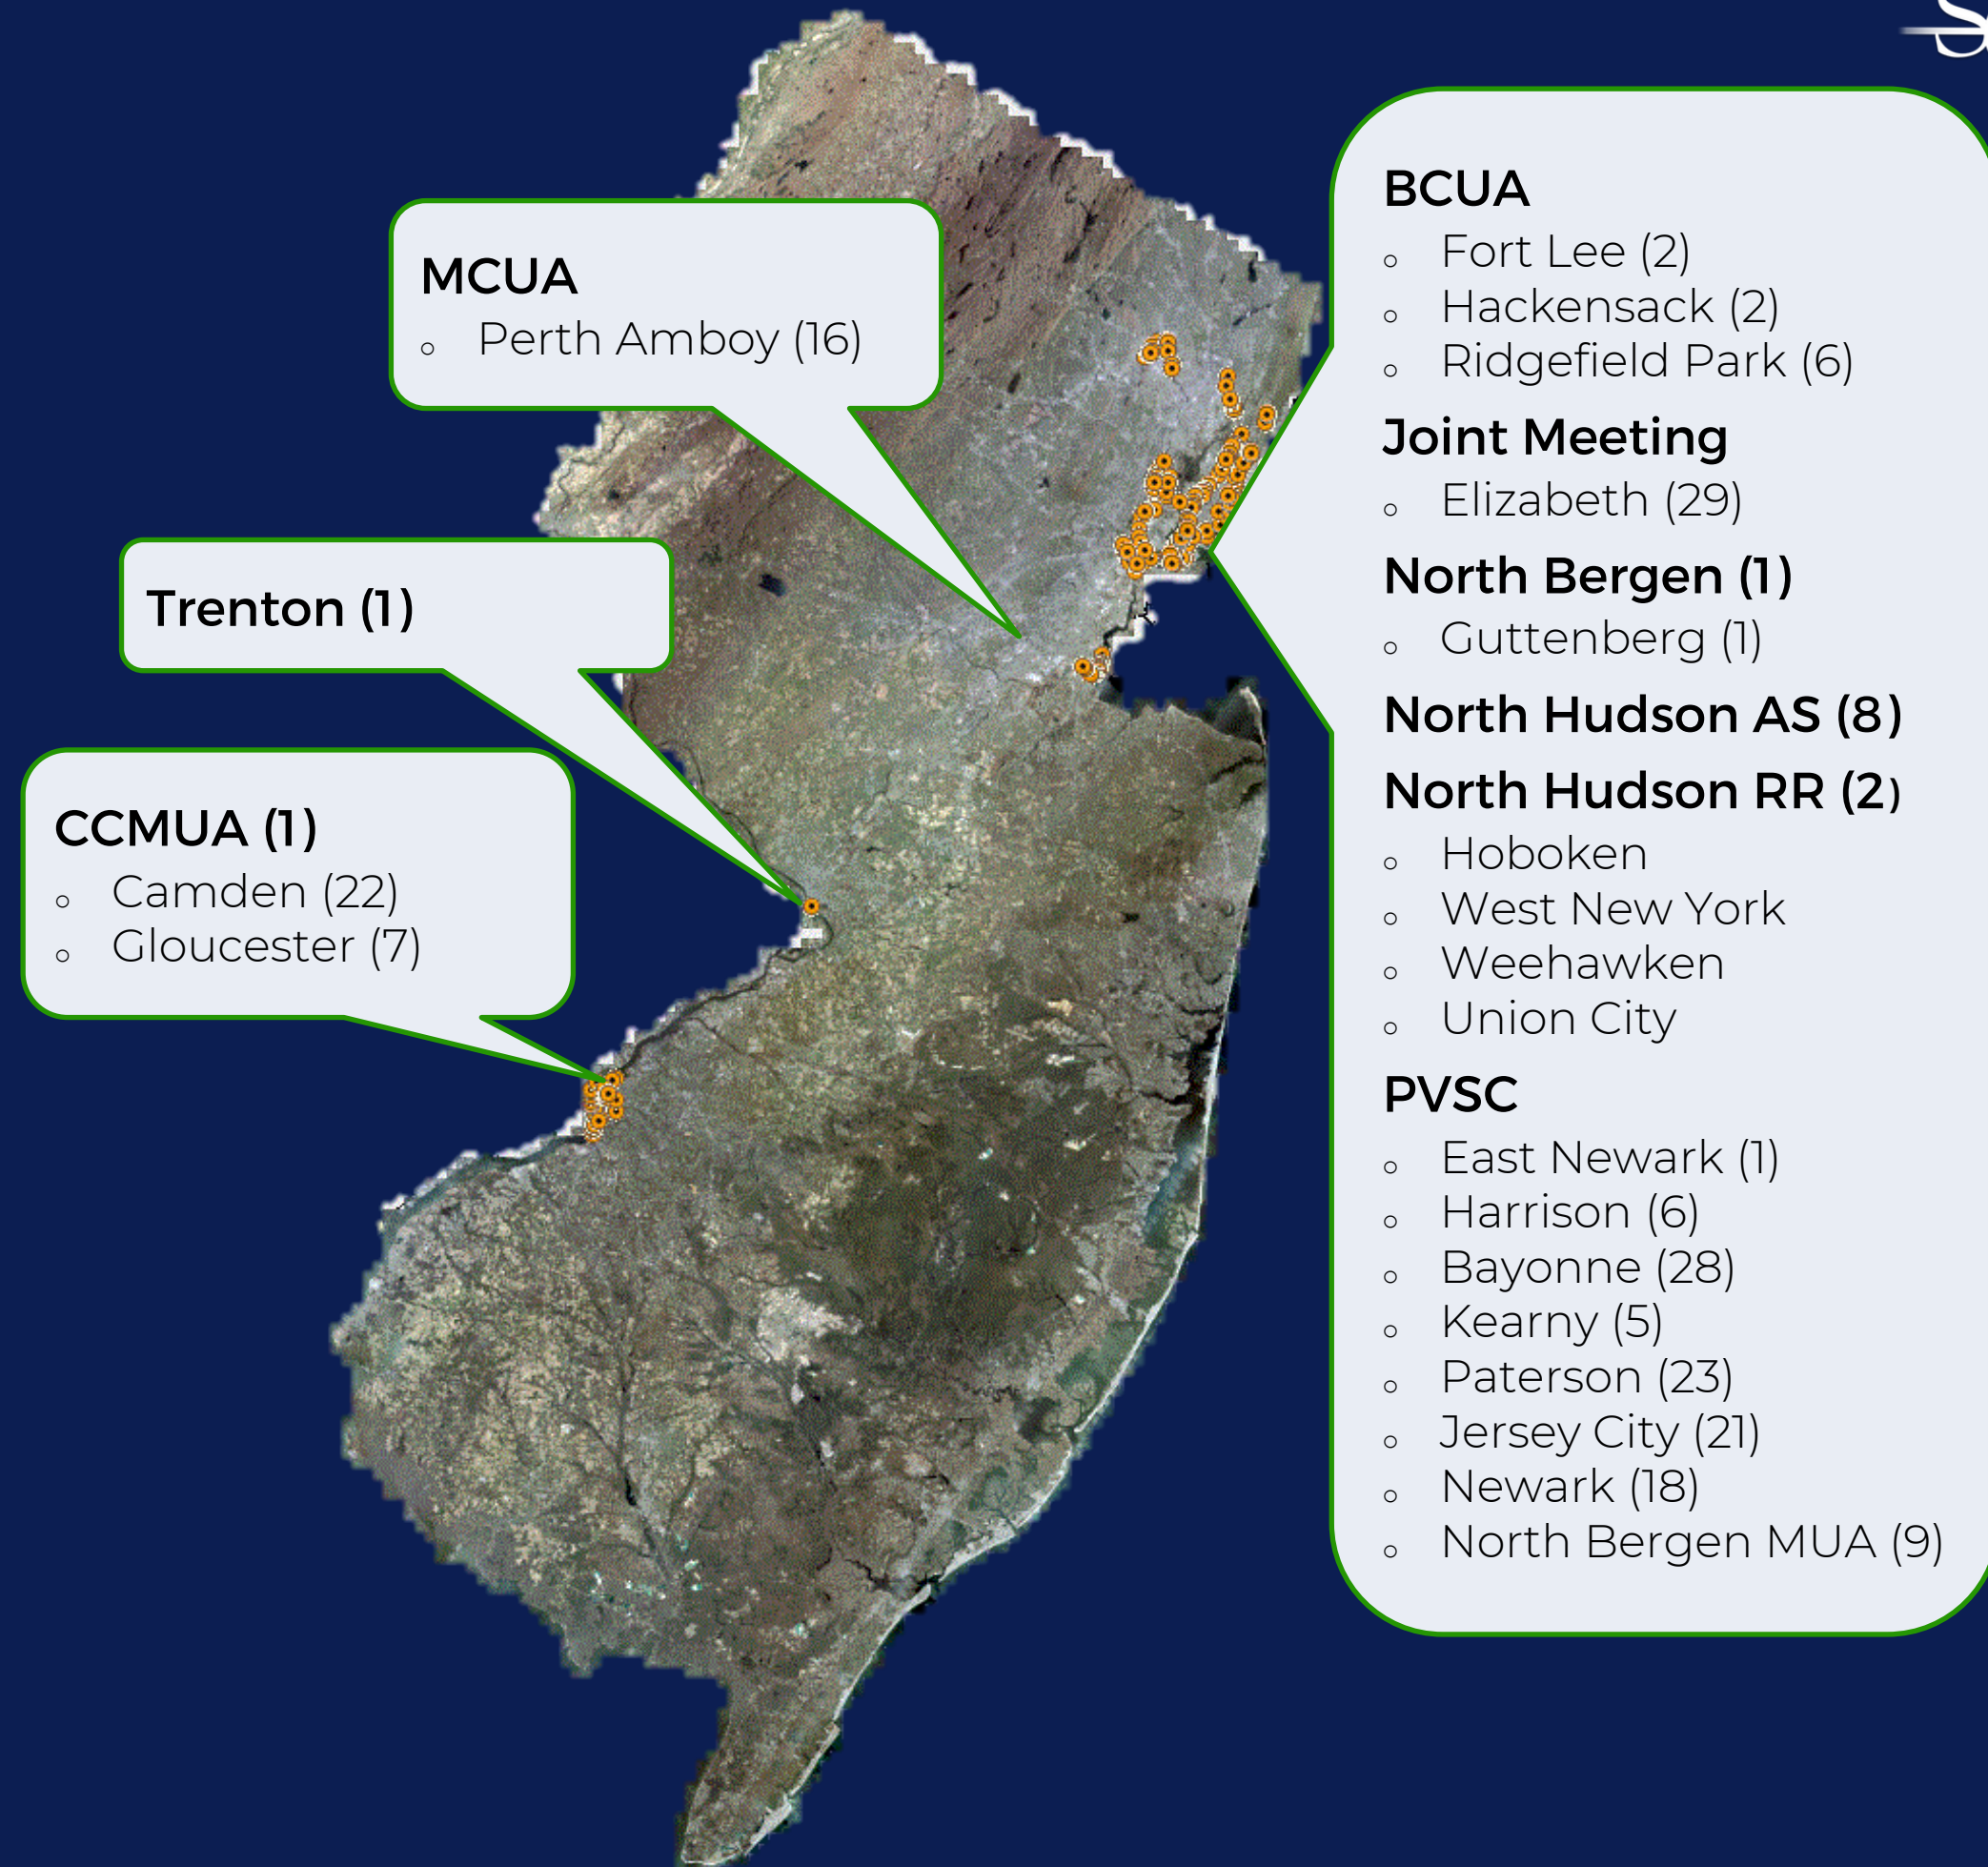 MCUA
Perth Amboy (16)
Trenton (1)
CCMUA (1)
Camden (22)
Gloucester (7)
BCUA
Fort Lee (2)
Hackensack (2)
Ridgefield Park (6)
Joint Meeting
Elizabeth (29)
North Bergen (1)
Guttenberg (1)
North Hudson AS (8)
North Hudson RR (2)
Hoboken
West New York
Weehawken
Union City
PVSC
East Newark (1)
Harrison (6)
Bayonne (28)
Kearny (5)
Paterson (23)
Jersey City (21)
Newark (18)
North Bergen MUA (9)